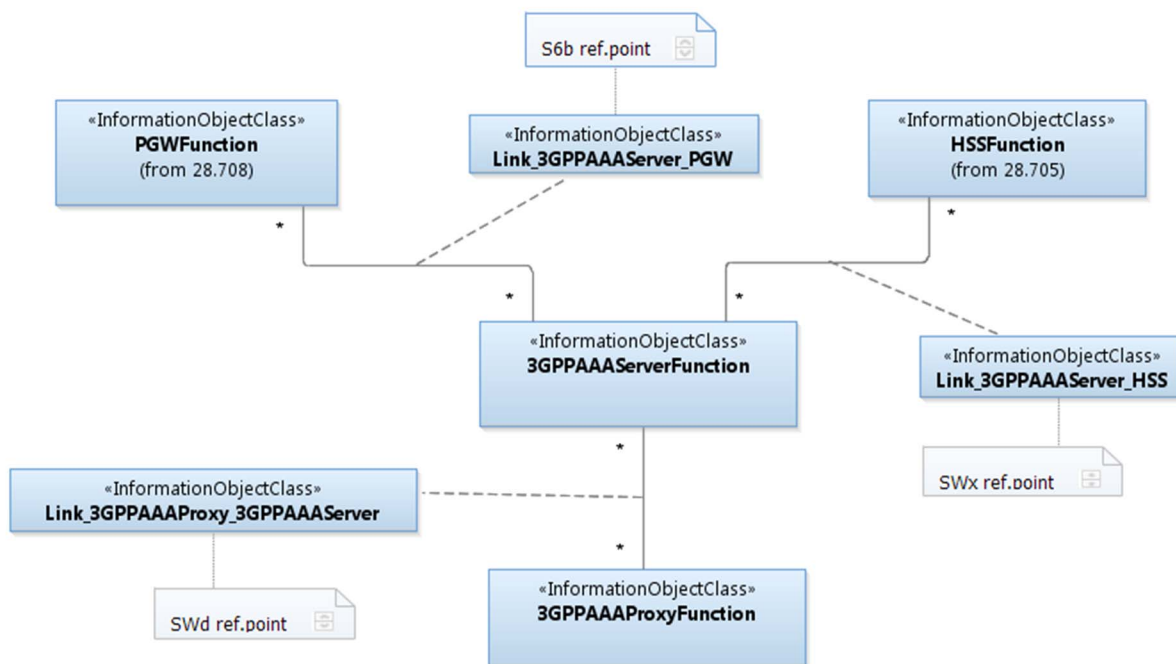 S6b ref.point
«InformationObjectClass»
PGWFunction
(from 28.708)
«InformationObjectClass»
Link_3GPPAAAServer_PGW
«InformationObjectClass»
HSSFunction
(from 28.705)
*
*
*
*
«InformationObjectClass»
3GPPAAAServerFunction
«InformationObjectClass»
Link_3GPPAAAServer_HSS
*
SWx ref.point
«InformationObjectClass»
Link_3GPPAAAProxy_3GPPAAAServer
*
«InformationObjectClass»
3GPPAAAProxyFunction
SWd ref.point